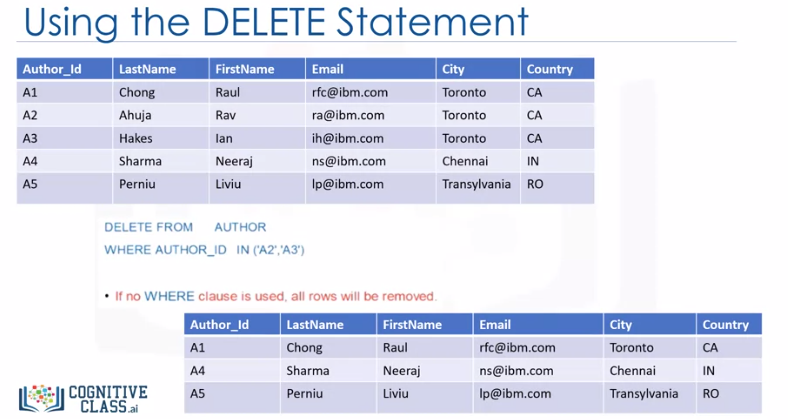 Using the DELETE Statement
Author_Id LastName FirstName Email City Country
A1 Chong Raul rfc@ibm.com Toronto CA
A2 Ahuja Rav ra@ibm.com Toronto CA
A3 Hakes Ian ih@ibm.com Toronto CA
A4 Sharma Neeraj ns@ibm.com Chennai IN
A5 Perniu Liviu lp@ibm.com Transylvania RO
DELETE FROM AUTHOR
WHERE AUTHOR_ID IN ('A2','A3')
• If no WHERE clause is used, all rows will be removed.
Author_Id LastName FirstName Email City Country
A1 Chong Raul rfc@ibm.com Toronto CA
A4 Sharma Neeraj ns@ibm.com Chennai IN
A5 Perniu Liviu lp@ibm.com Transylvania RO
COGNITIVE
CLASS.ai